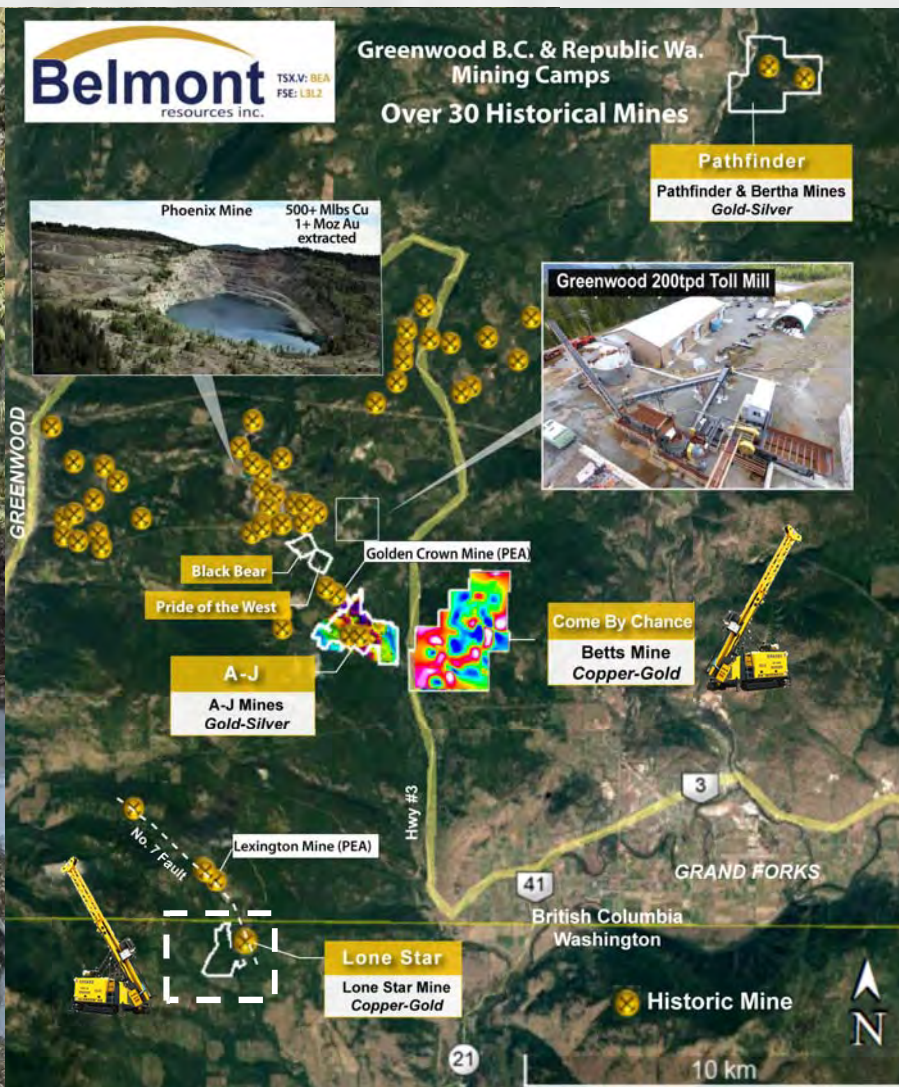 Belmont
resources inc.
TSX.V: BEA
FSE: L3L2
Greenwood B.C. & Republic Wa.
Mining Camps
Over 30 Historical Mines
Pathfinder
Pathfinder & Bertha Mines
Gold-Silver
Phoenix Mine
500+ Mlbs Cu
1+ Moz Au
extracted
Greenwood 200tpd Toll Mill
GREENWOOD
Black Bear
Golden Crown Mine (PEA)
Pride of the West
A-J
A-J Mines
Gold-Silver
Come By Chance
Betts Mine
Copper-Gold
Hwy #3
3
No. 7 Fault
Lexington Mine (PEA)
41
GRAND FORKS
British Columbia
Washington
Lone Star
Lone Star Mine
Copper-Gold
Historic Mine
N
21
10 km